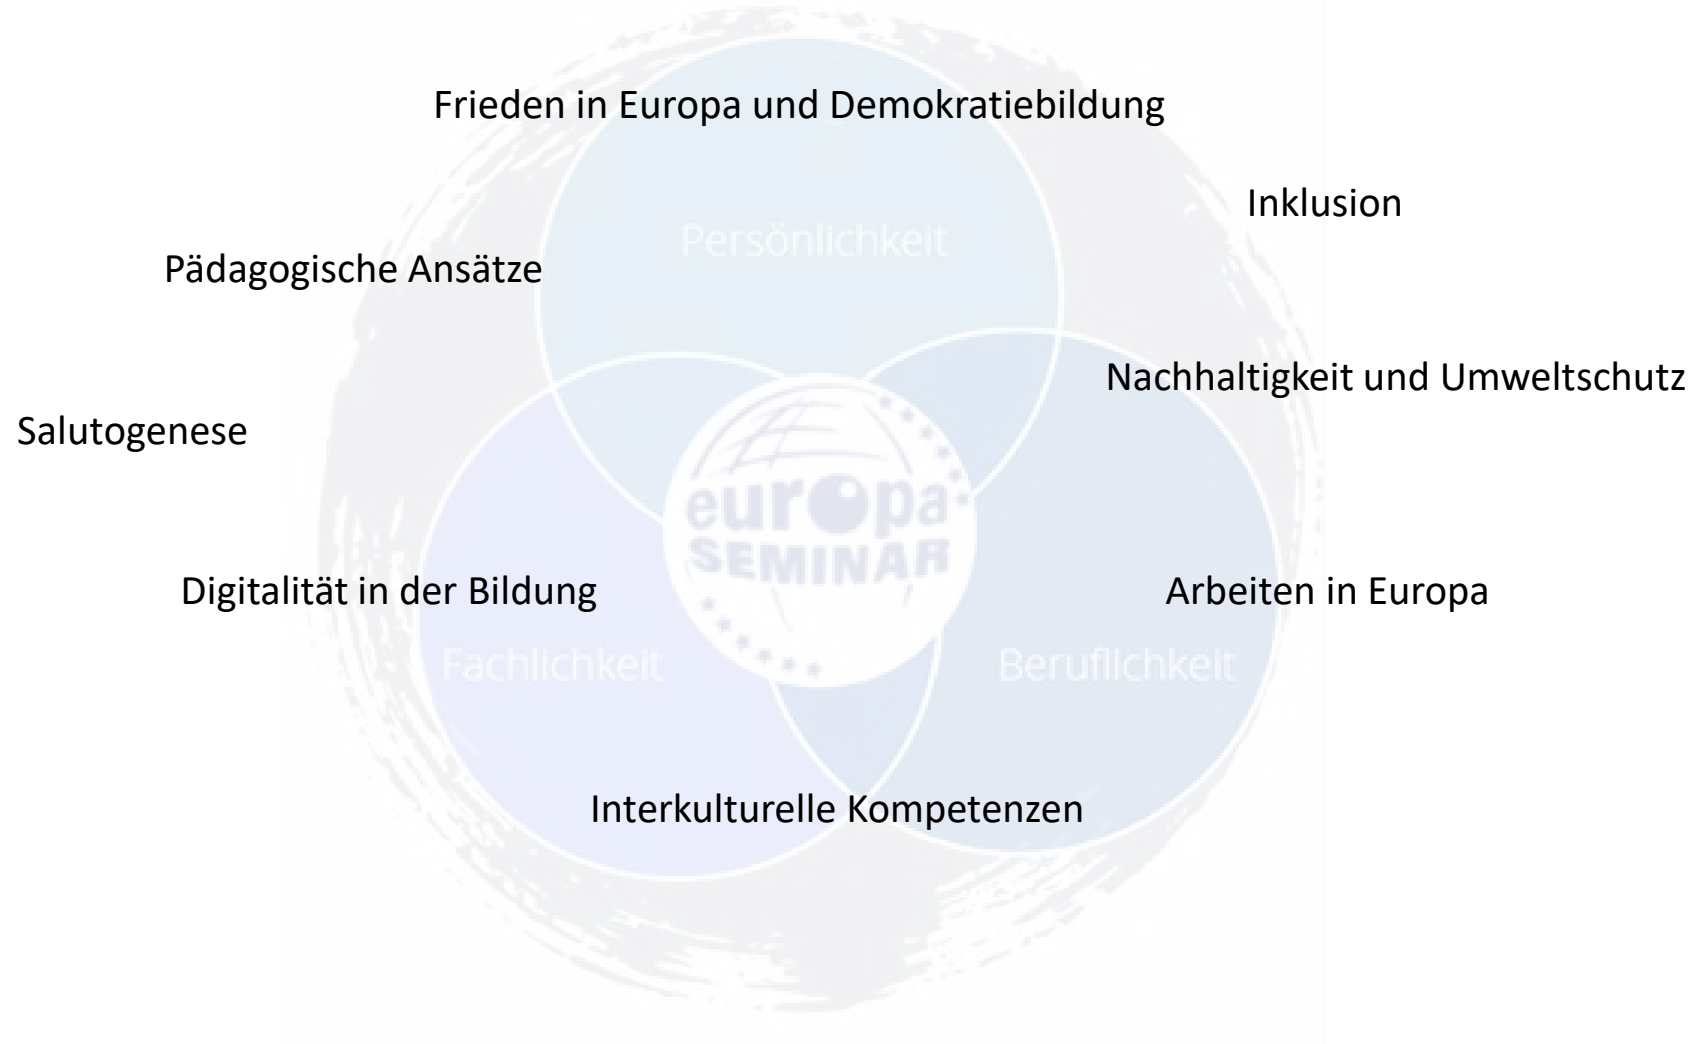 Frieden in Europa und Demokratiebildung
Inklusion
Persönlichkeit
Pädagogische Ansätze
Nachhaltigkeit und Umweltschutz
Salutogenese
europa
SEMINAR
Digitalität in der Bildung
Arbeiten in Europa
Fachlichkeit
Beruflichkeit
Interkulturelle Kompetenzen